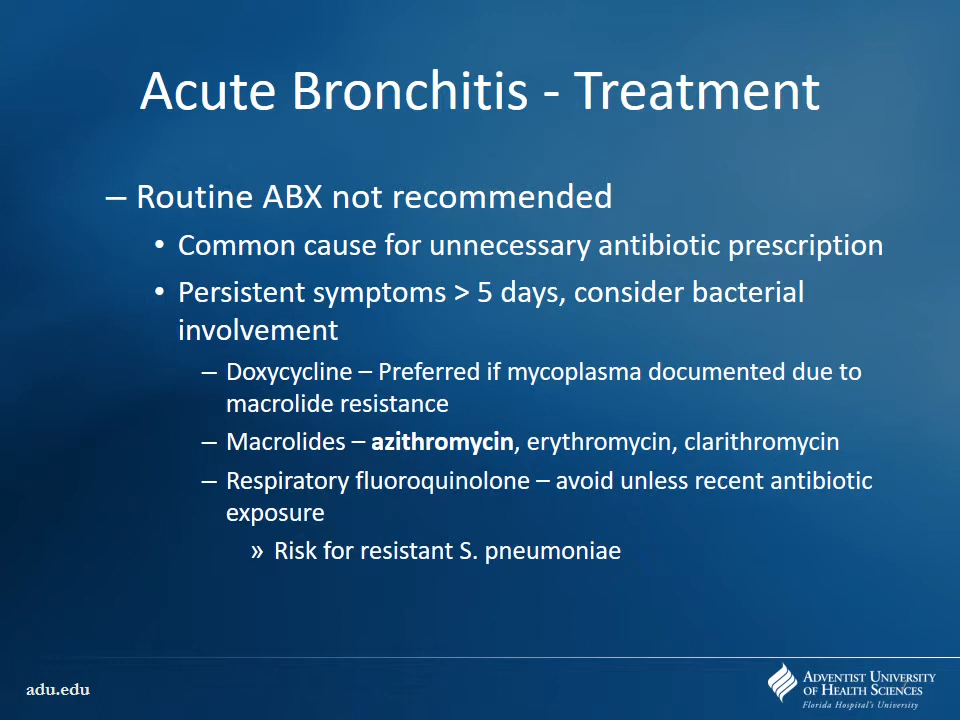 Acute Bronchitis - Treatment
– Routine ABX not recommended
• Common cause for unnecessary antibiotic prescription
• Persistent symptoms > 5 days, consider bacterial
involvement
– Doxycycline – Preferred if mycoplasma documented due to
macrolide resistance
– Macrolides – azithromycin, erythromycin, clarithromycin
– Respiratory fluoroquinolone – avoid unless recent antibiotic
exposure
» Risk for resistant S. pneumoniae
adu.edu
Adventist University
of Health Sciences
Florida Hospital's University